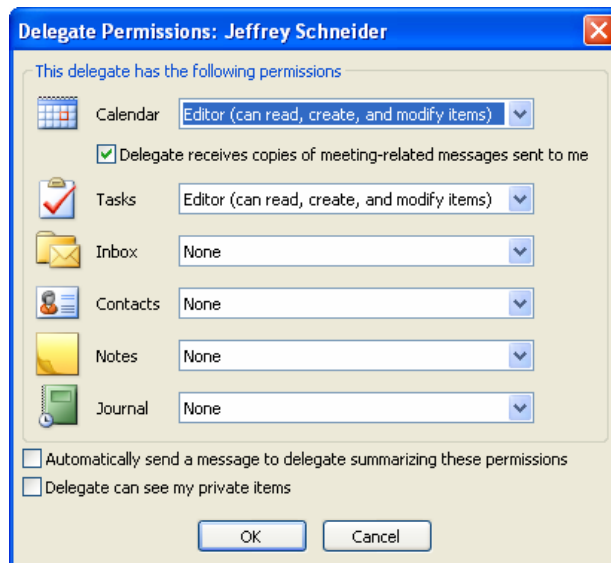 Delegate Permissions: Jeffrey Schneider
This delegate has the following permissions
Calendar Editor (can read, create, and modify items)
Delegate receives copies of meeting-related messages sent to me
Tasks Editor (can read, create, and modify items)
Inbox None
Contacts None
Notes None
Journal None
Automatically send a message to delegate summarizing these permissions
Delegate can see my private items
OK Cancel